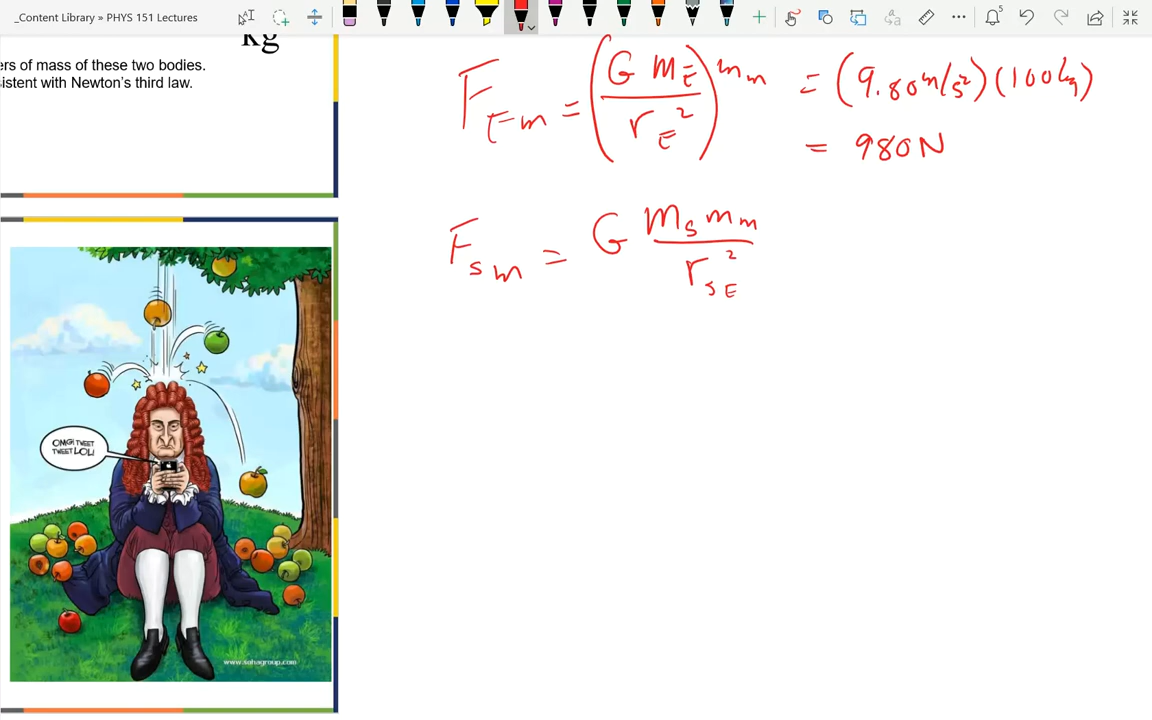 _Content Library » PHYS 151 Lectures
kg
ers of mass of these two bodies.
istent with Newton's third law.
F_Em = (G m_E / r_E^2) m_m = (9.80 m/s^2)(100 kg)
= 980 N
F_sm = G m_s m_m / r_sE^2
OMG! TWEET
TWEET LOL!
www.sohagroup.com